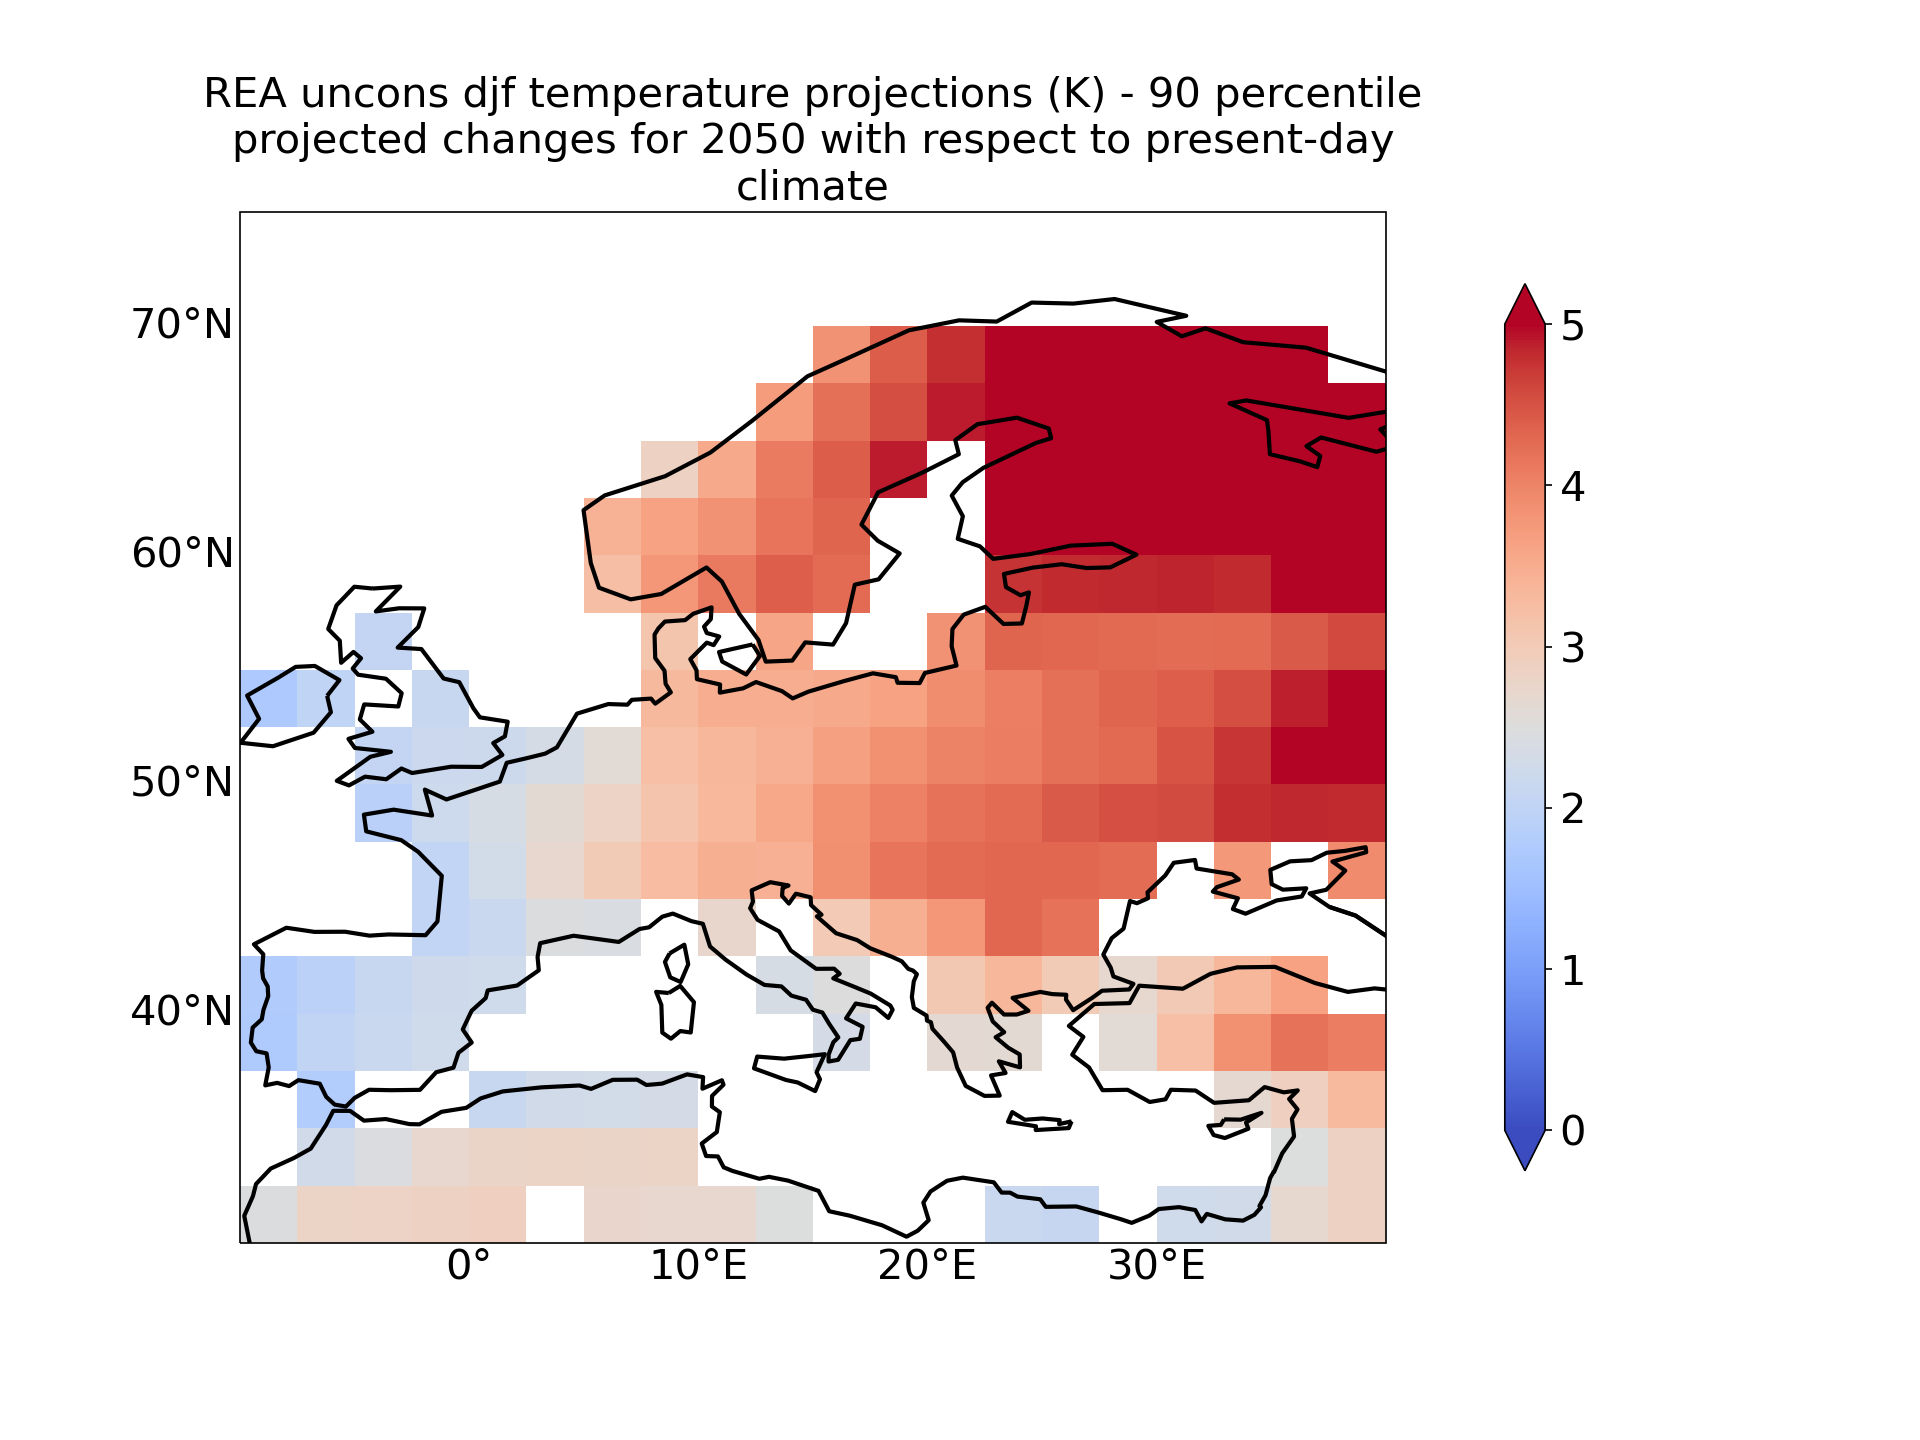 REA uncons djf temperature projections (K) - 90 percentile
projected changes for 2050 with respect to present-day
climate
70°N
60°N
50°N
40°N
0°
10°E
20°E
30°E
5
4
3
2
1
0